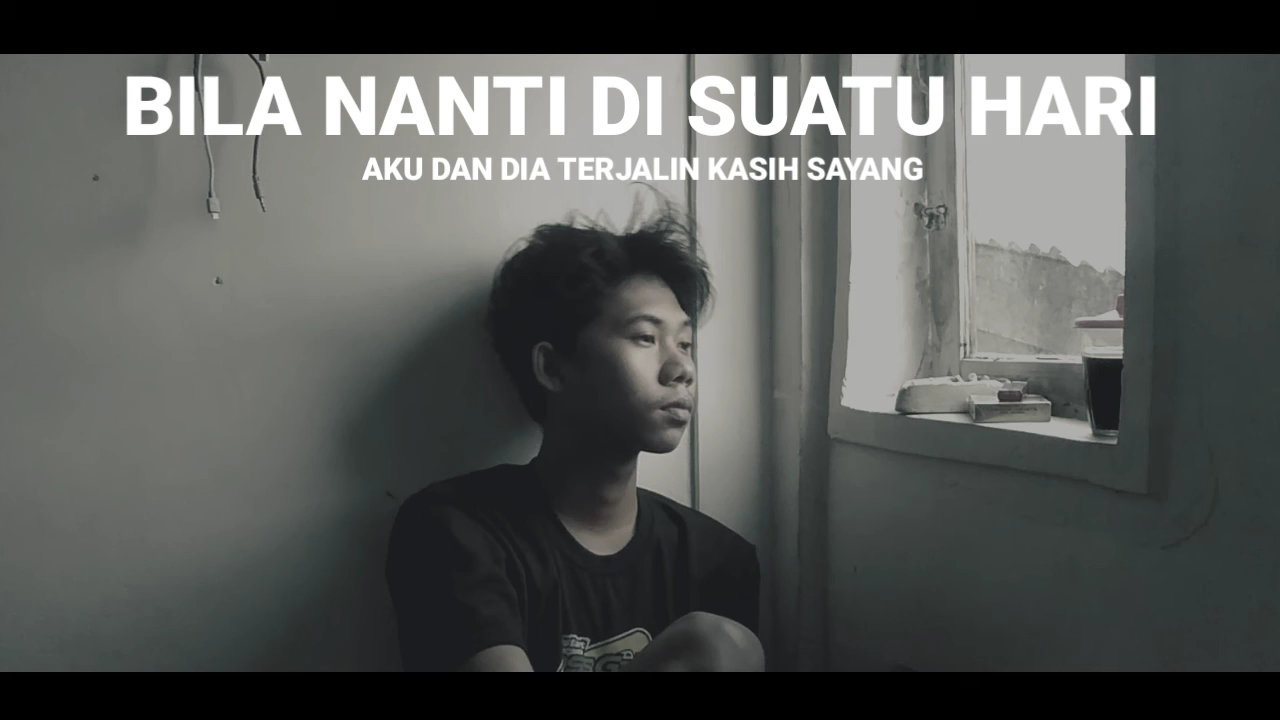 BILA NANTI DI SUATU HARI
AKU DAN DIA TERJALIN KASIH SAYANG